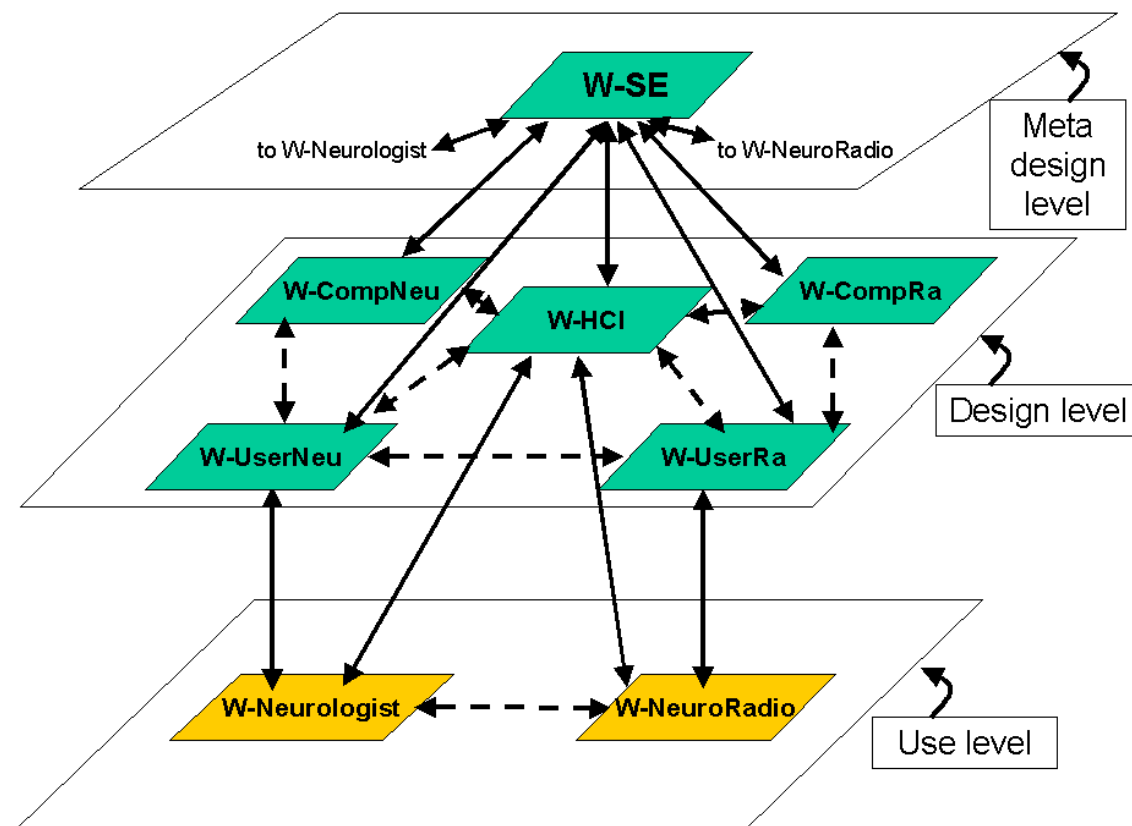 W-SE
to W-Neurologist
to W-NeuroRadio
Meta
design
level
W-CompNeu
W-HCI
W-CompRa
Design level
W-UserNeu
W-UserRa
W-Neurologist
W-NeuroRadio
Use level